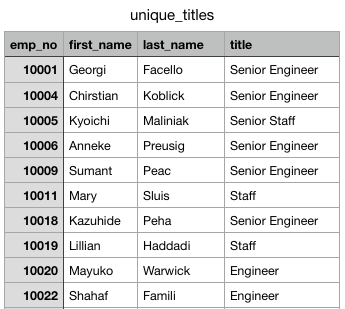 unique_titles
emp_no first_name last_name title
10001 Georgi Facello Senior Engineer
10004 Chirstian Koblick Senior Engineer
10005 Kyoichi Maliniak Senior Staff
10006 Anneke Preusig Senior Engineer
10009 Sumant Peac Senior Engineer
10011 Mary Sluis Staff
10018 Kazuhide Peha Senior Engineer
10019 Lillian Haddadi Staff
10020 Mayuko Warwick Engineer
10022 Shahaf Famili Engineer